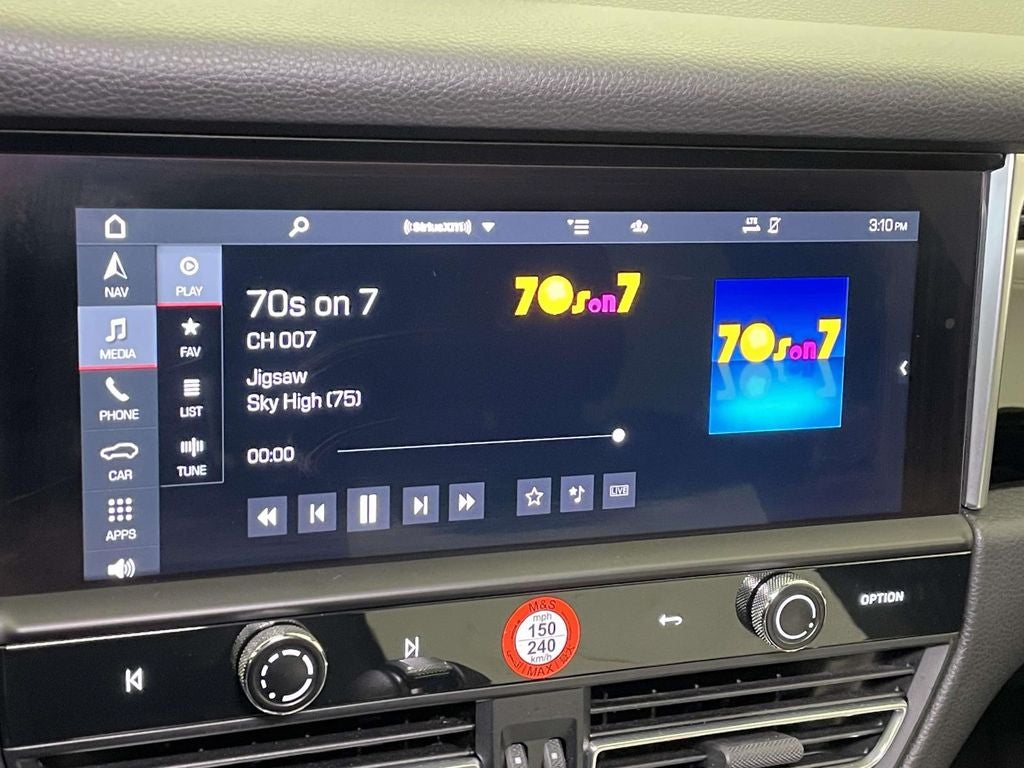 ((SiriusXM))
LTE
3:10 PM
NAV
MEDIA
PHONE
CAR
APPS
PLAY
FAV
LIST
TUNE
70s on 7
CH 007
Jigsaw
Sky High (75)
00:00
70s on 7
70s on 7
LIVE
OPTION
M&S
mph
150
240
km/h
MAX